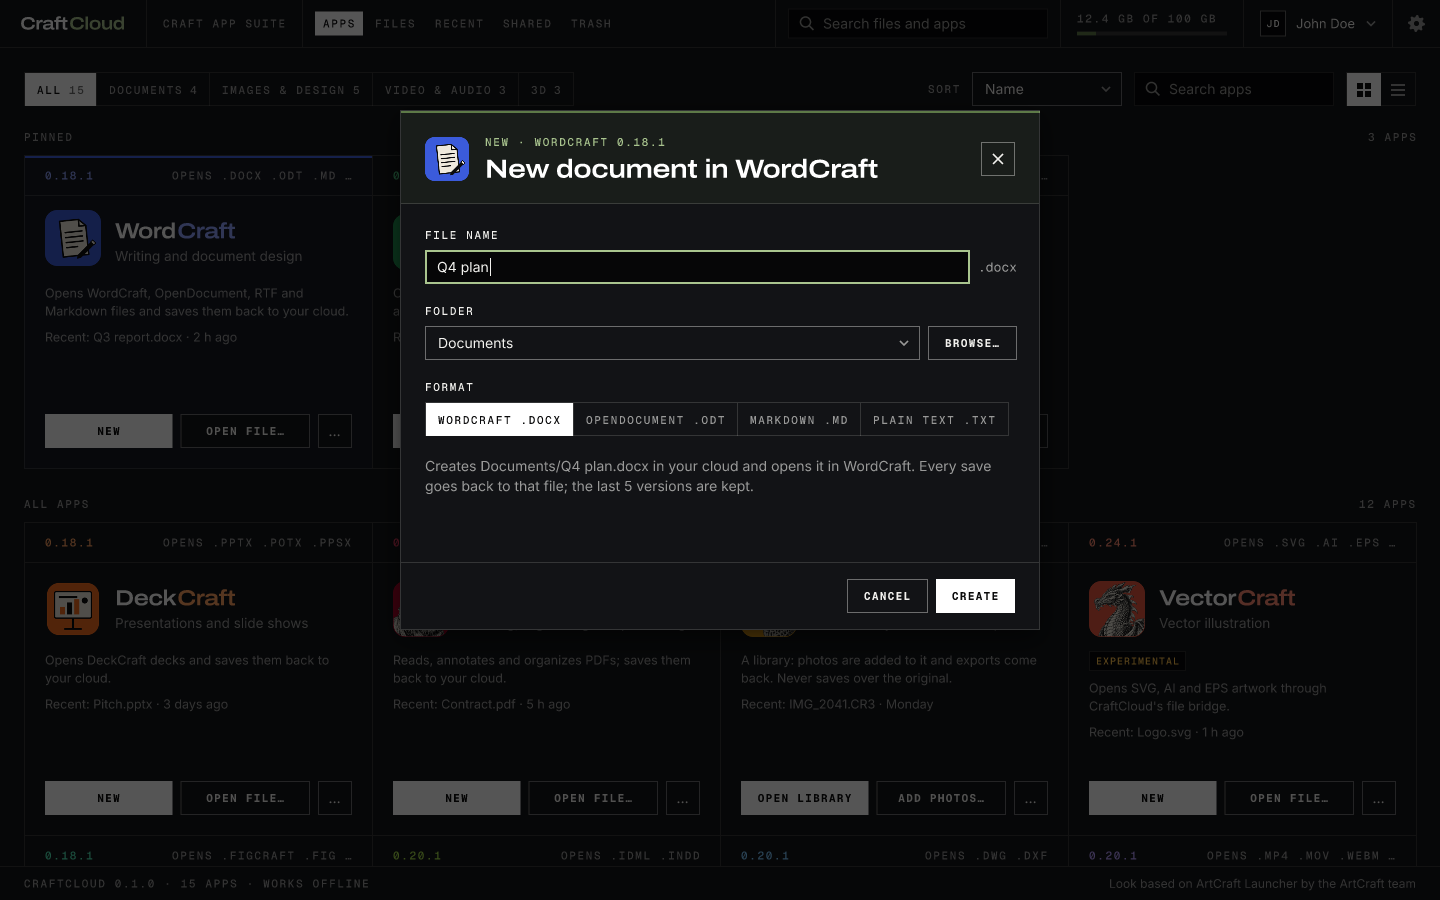 CraftCloud
CRAFT APP SUITE
APPS
FILES
RECENT
SHARED
TRASH
Search files and apps
12.4 GB OF 100 GB
JD
John Doe
ALL 15
DOCUMENTS 4
IMAGES & DESIGN 5
VIDEO & AUDIO 3
3D 3
SORT
Name
Search apps
PINNED
3 APPS
0.18.1
OPENS .DOCX .ODT .MD …
WordCraft
Writing and document design
Opens WordCraft, OpenDocument, RTF and
Markdown files and saves them back to your cloud.
Recent: Q3 report.docx · 2 h ago
NEW
OPEN FILE…
...
NEW · WORDCRAFT 0.18.1
New document in WordCraft
FILE NAME
Q4 plan
.docx
FOLDER
Documents
BROWSE…
FORMAT
WORDCRAFT .DOCX
OPENDOCUMENT .ODT
MARKDOWN .MD
PLAIN TEXT .TXT
Creates Documents/Q4 plan.docx in your cloud and opens it in WordCraft. Every save
goes back to that file; the last 5 versions are kept.
CANCEL
CREATE
ALL APPS
12 APPS
0.18.1
OPENS .PPTX .POTX .PPSX
DeckCraft
Presentations and slide shows
Opens DeckCraft decks and saves them back to
your cloud.
Recent: Pitch.pptx · 3 days ago
NEW
OPEN FILE…
...
Reads, annotates and organizes PDFs; saves them
back to your cloud.
Recent: Contract.pdf · 5 h ago
NEW
OPEN FILE…
...
A library: photos are added to it and exports come
back. Never saves over the original.
Recent: IMG_2041.CR3 · Monday
OPEN LIBRARY
ADD PHOTOS…
...
0.24.1
OPENS .SVG .AI .EPS …
VectorCraft
Vector illustration
EXPERIMENTAL
Opens SVG, AI and EPS artwork through
CraftCloud's file bridge.
Recent: Logo.svg · 1 h ago
NEW
OPEN FILE…
...
0.18.1
OPENS .FIGCRAFT .FIG …
0.20.1
OPENS .IDML .INDD
0.20.1
OPENS .DWG .DXF
0.20.1
OPENS .MP4 .MOV .WEBM …
CRAFTCLOUD 0.1.0 · 15 APPS · WORKS OFFLINE
Look based on ArtCraft Launcher by the ArtCraft team